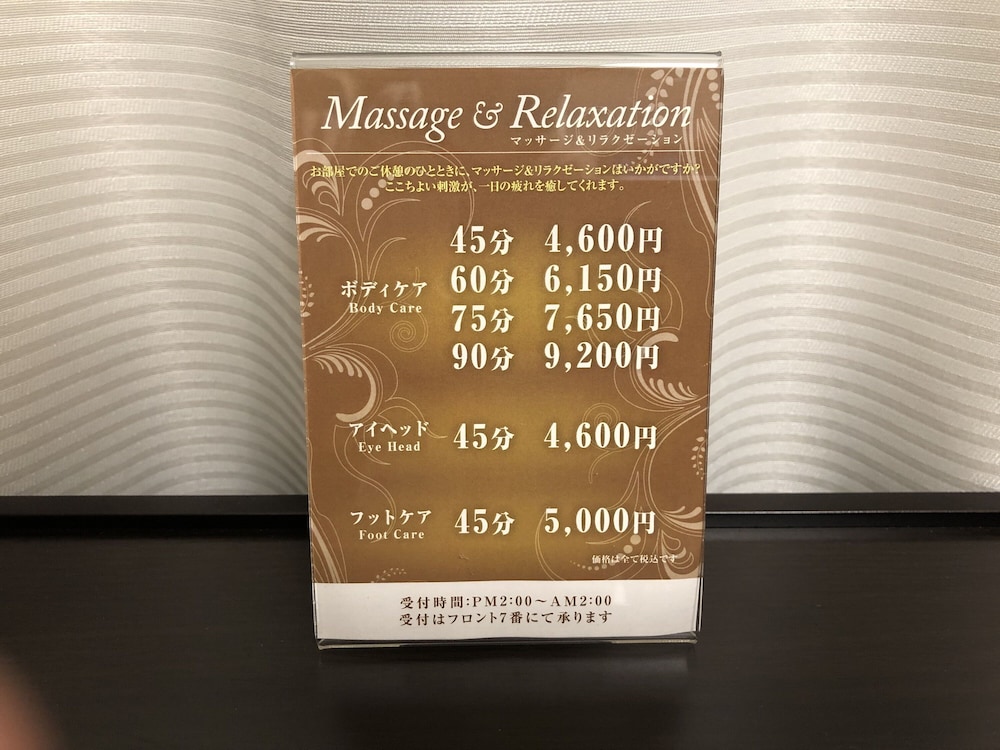 Massage & Relaxation
マッサージ&リラクゼーション
お部屋でのご休憩のひとときに、マッサージ&リラクゼーションはいかがですか?
ここちよい刺激が、一日の疲れを癒してくれます。
ボディケア
Body Care
45分 4,600円
60分 6,150円
75分 7,650円
90分 9,200円
アイヘッド
Eye Head
45分 4,600円
フットケア
Foot Care
45分 5,000円
価格は全て税込です
受付時間:PM2:00〜AM2:00
受付はフロント7番にて承ります